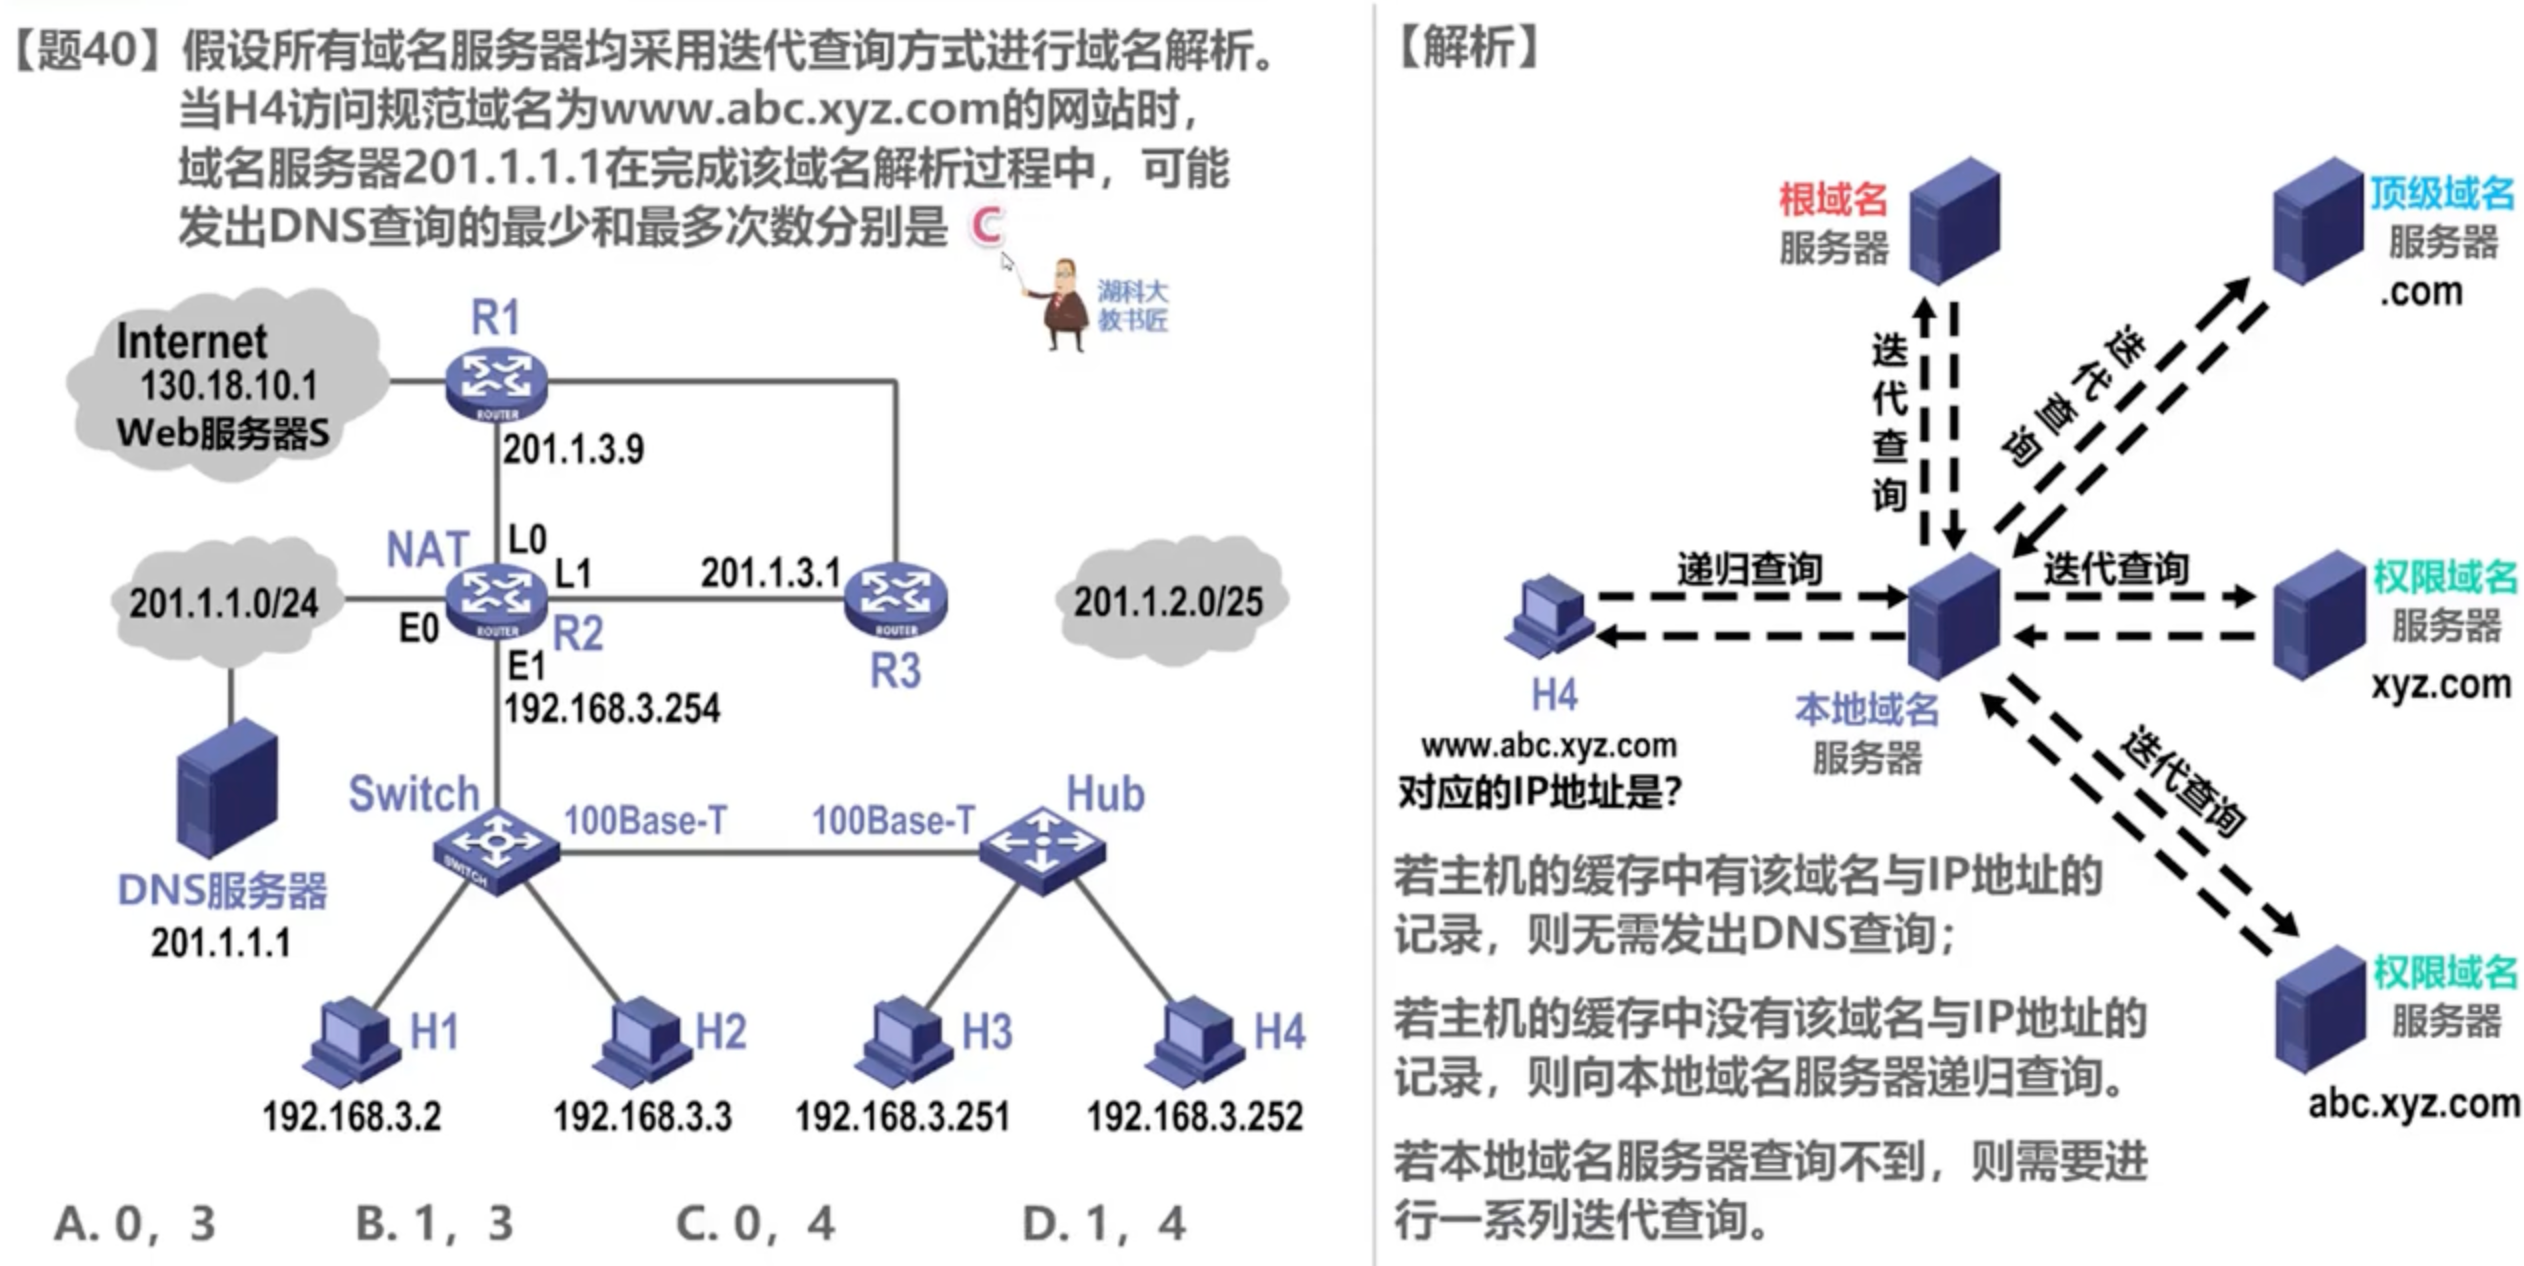 【题40】假设所有域名服务器均采用迭代查询方式进行域名解析。
当H4访问规范域名为www.abc.xyz.com的网站时，
域名服务器201.1.1.1在完成该域名解析过程中，可能
发出DNS查询的最少和最多次数分别是 C
湖科大
教书匠
R1
Internet
130.18.10.1
Web服务器S
ROUTER
201.1.3.9
NAT
L0
L1
201.1.3.1
201.1.1.0/24
E0
ROUTER
R2
ROUTER
R3
201.1.2.0/25
E1
192.168.3.254
Switch
100Base-T
100Base-T
Hub
SWITCH
DNS服务器
201.1.1.1
H1
H2
H3
H4
192.168.3.2
192.168.3.3
192.168.3.251
192.168.3.252
A. 0，3
B. 1，3
C. 0，4
D. 1，4
【解析】
根域名
服务器
顶级域名
服务器
.com
迭代查询
迭代查询
递归查询
迭代查询
权限域名
服务器
xyz.com
H4
本地域名
服务器
www.abc.xyz.com
对应的IP地址是?
迭代查询
权限域名
服务器
abc.xyz.com
若主机的缓存中有该域名与IP地址的
记录，则无需发出DNS查询；
若主机的缓存中没有该域名与IP地址的
记录，则向本地域名服务器递归查询。
若本地域名服务器查询不到，则需要进
行一系列迭代查询。